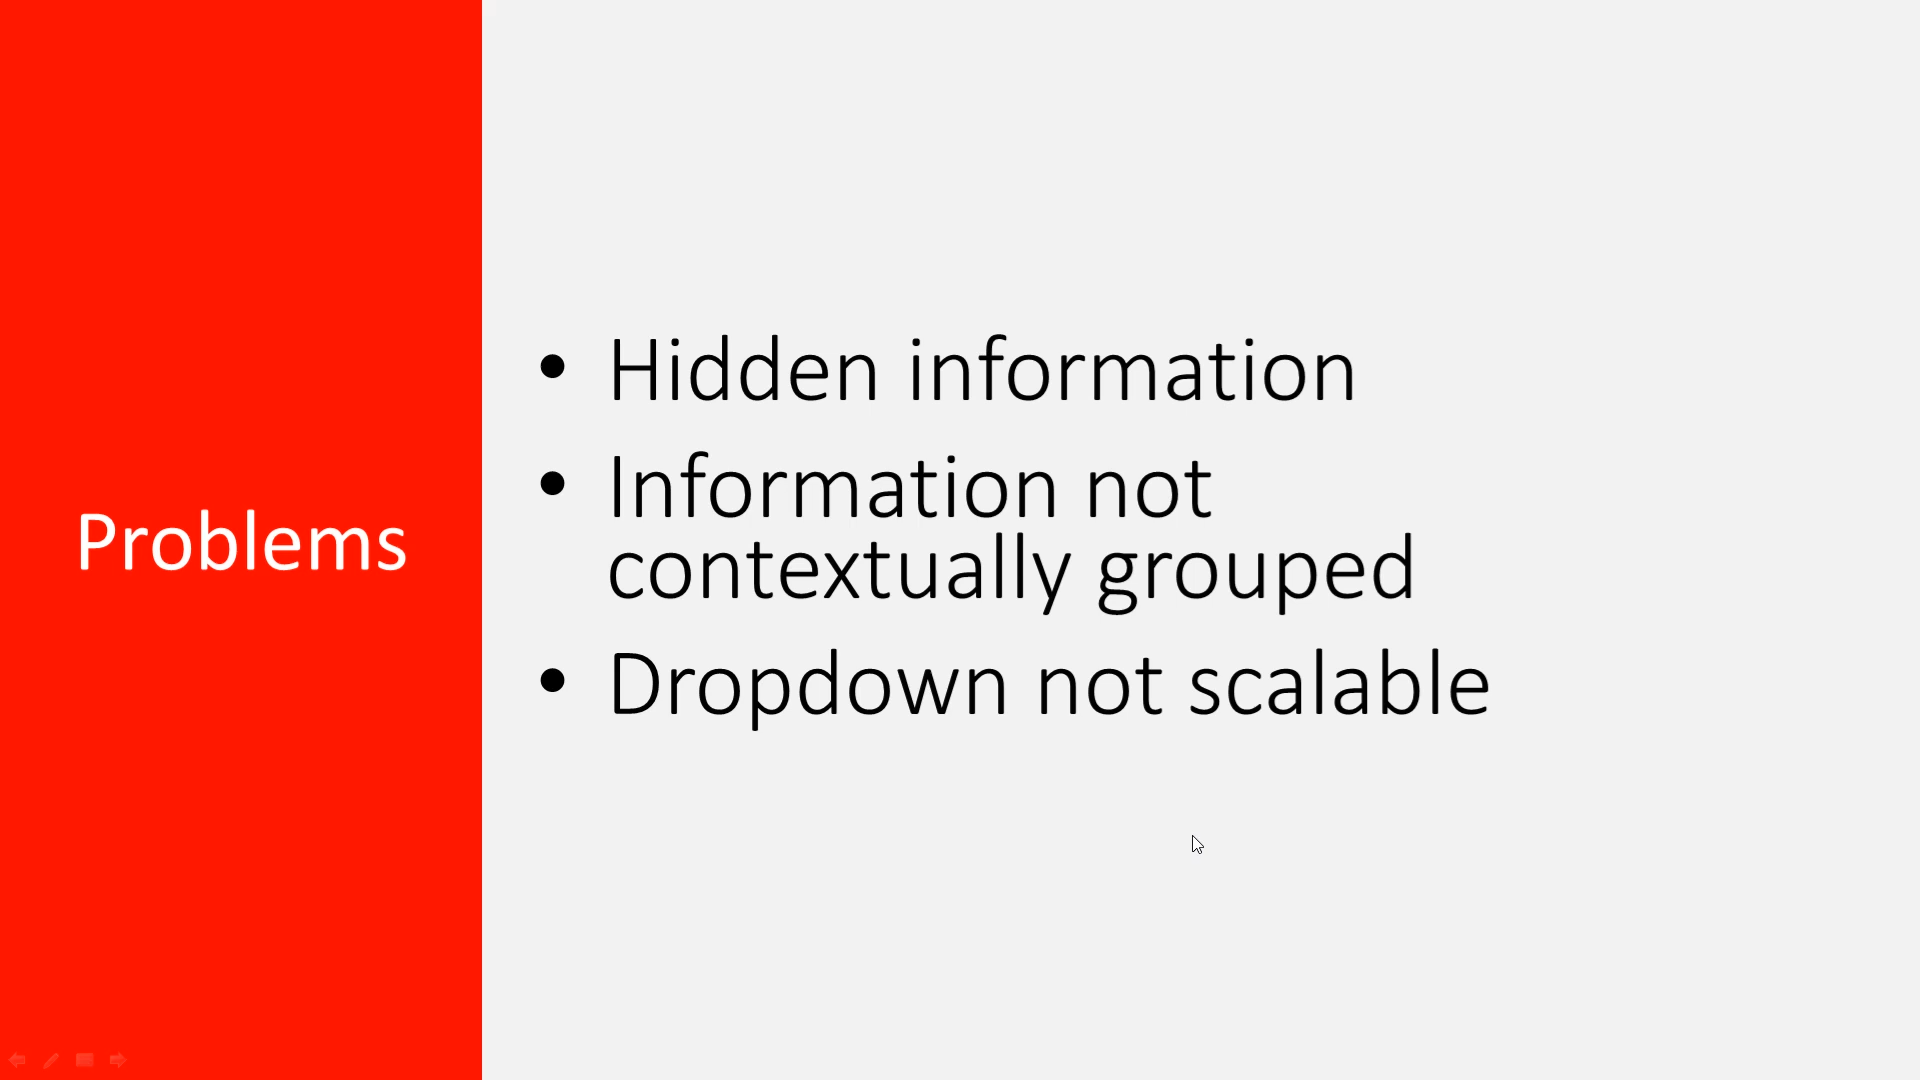 Problems
• Hidden information
• Information not
contextually grouped
• Dropdown not scalable